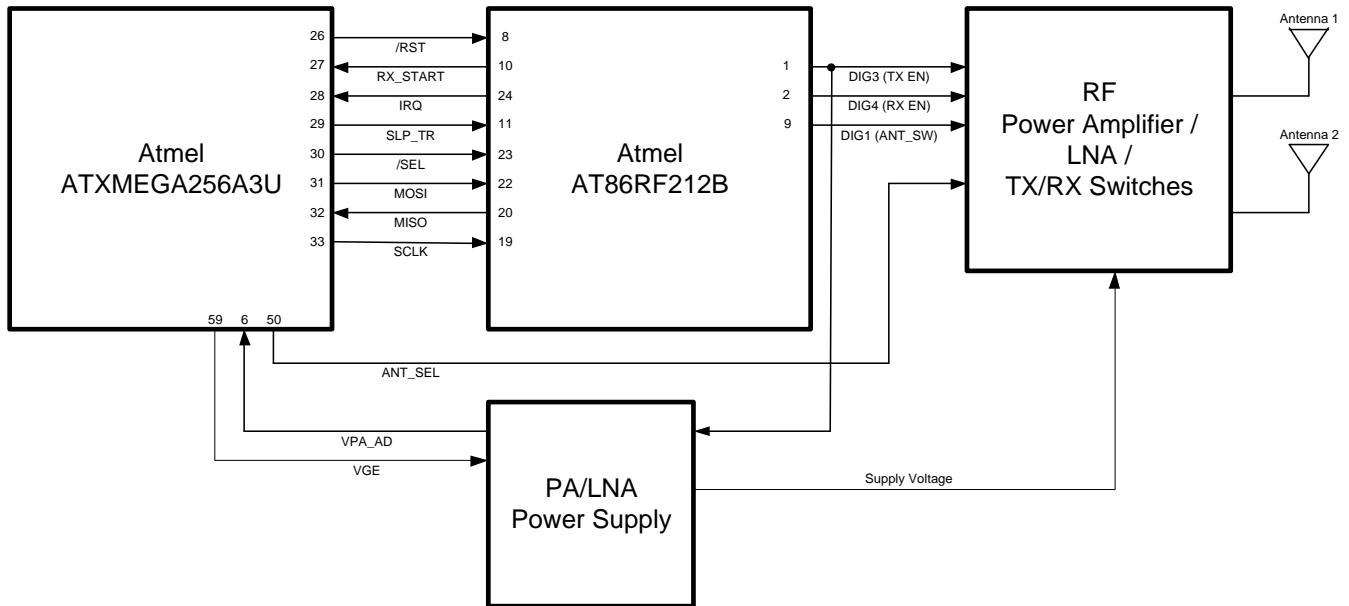 Atmel
ATXMEGA256A3U
26
27
28
29
30
31
32
33
59 6 50
/RST
RX_START
IRQ
SLP_TR
/SEL
MOSI
MISO
SCLK
8
10
24
11
23
22
20
19
Atmel
AT86RF212B
1
2
9
DIG3 (TX EN)
DIG4 (RX EN)
DIG1 (ANT_SW)
RF
Power Amplifier /
LNA /
TX/RX Switches
Antenna 1
Antenna 2
ANT_SEL
VPA_AD
VGE
PA/LNA
Power Supply
Supply Voltage